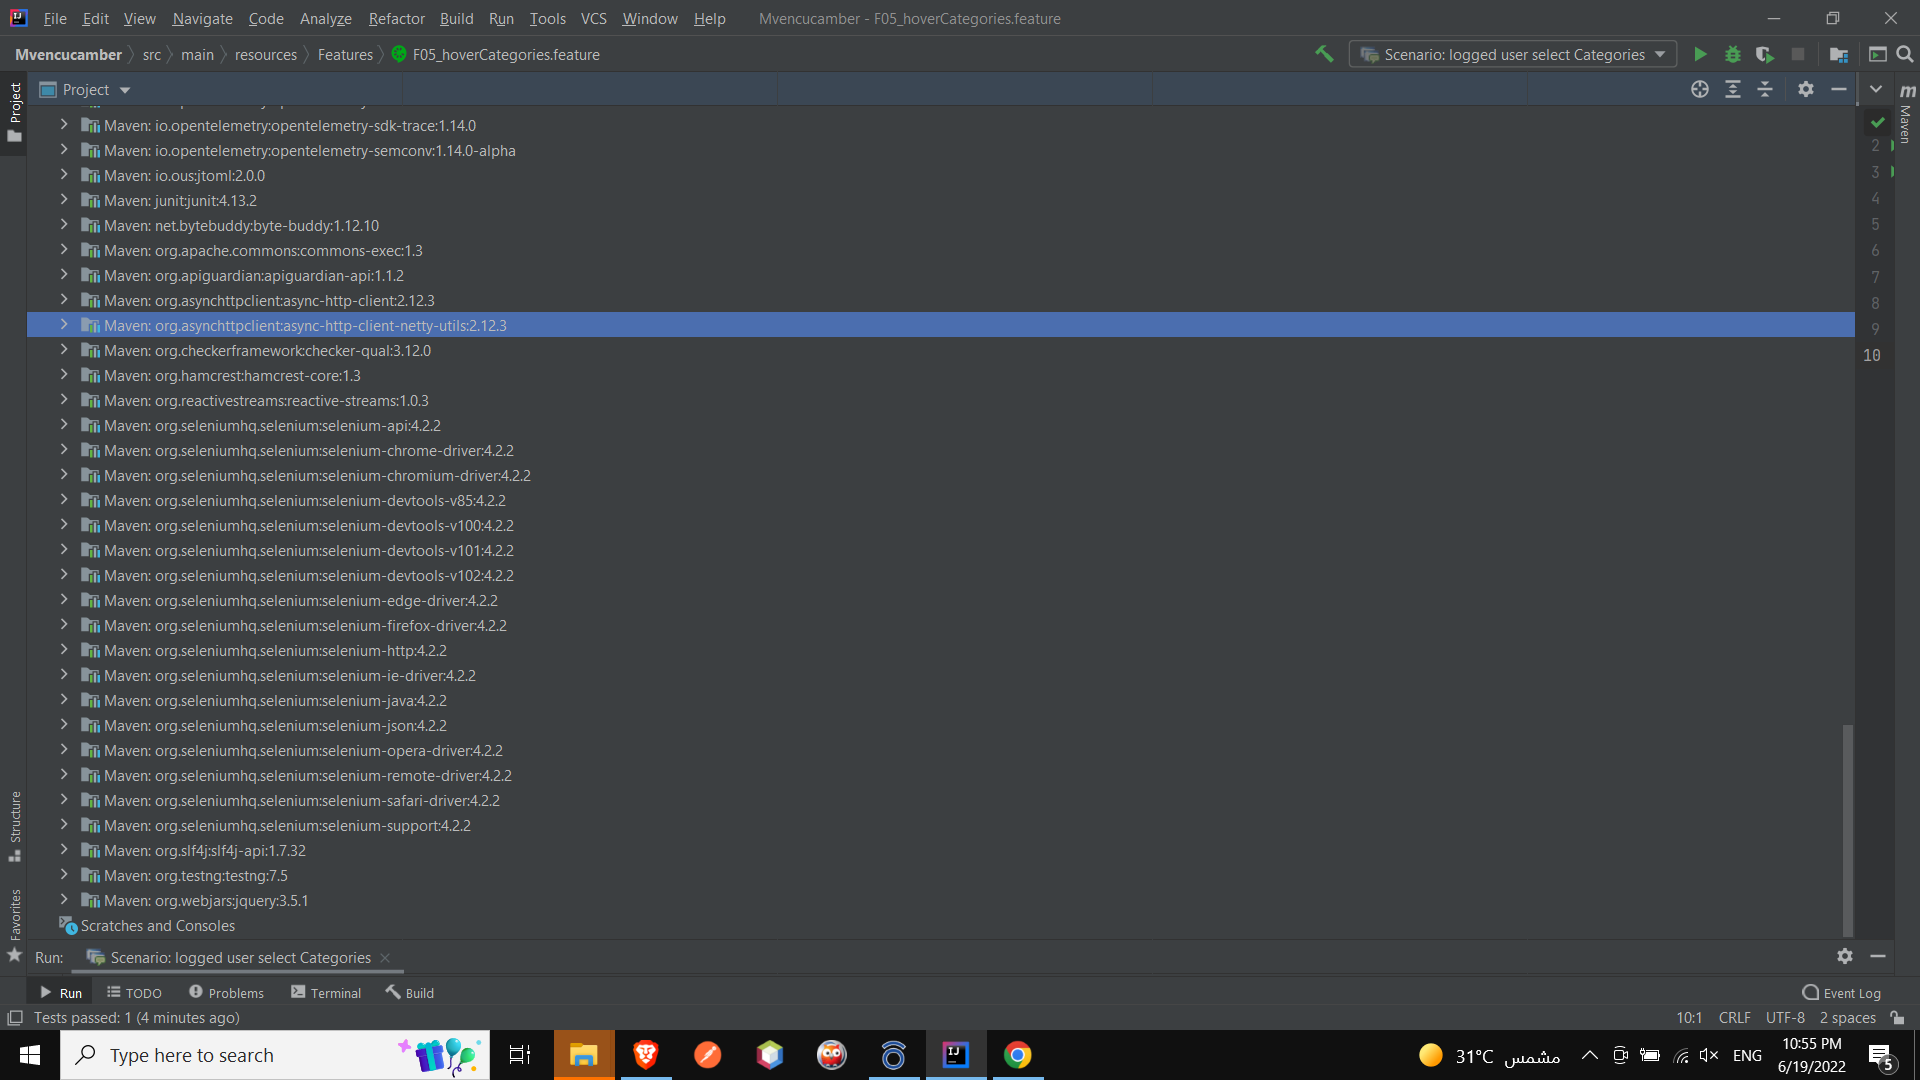 File Edit View Navigate Code Analyze Refactor Build Run Tools VCS Window Help Mvencucamber - F05_hoverCategories.feature
Mvencucamber src main resources Features F05_hoverCategories.feature Scenario: logged user select Categories
Project
Project
Maven
Maven: io.opentelemetry:opentelemetry-sdk-trace:1.14.0
Maven: io.opentelemetry:opentelemetry-semconv:1.14.0-alpha
Maven: io.ous:jtoml:2.0.0
Maven: junit:junit:4.13.2
Maven: net.bytebuddy:byte-buddy:1.12.10
Maven: org.apache.commons:commons-exec:1.3
Maven: org.apiguardian:apiguardian-api:1.1.2
Maven: org.asynchttpclient:async-http-client:2.12.3
Maven: org.asynchttpclient:async-http-client-netty-utils:2.12.3
Maven: org.checkerframework:checker-qual:3.12.0
Maven: org.hamcrest:hamcrest-core:1.3
Maven: org.reactivestreams:reactive-streams:1.0.3
Maven: org.seleniumhq.selenium:selenium-api:4.2.2
Maven: org.seleniumhq.selenium:selenium-chrome-driver:4.2.2
Maven: org.seleniumhq.selenium:selenium-chromium-driver:4.2.2
Maven: org.seleniumhq.selenium:selenium-devtools-v85:4.2.2
Maven: org.seleniumhq.selenium:selenium-devtools-v100:4.2.2
Maven: org.seleniumhq.selenium:selenium-devtools-v101:4.2.2
Maven: org.seleniumhq.selenium:selenium-devtools-v102:4.2.2
Maven: org.seleniumhq.selenium:selenium-edge-driver:4.2.2
Maven: org.seleniumhq.selenium:selenium-firefox-driver:4.2.2
Maven: org.seleniumhq.selenium:selenium-http:4.2.2
Maven: org.seleniumhq.selenium:selenium-ie-driver:4.2.2
Maven: org.seleniumhq.selenium:selenium-java:4.2.2
Maven: org.seleniumhq.selenium:selenium-json:4.2.2
Maven: org.seleniumhq.selenium:selenium-opera-driver:4.2.2
Maven: org.seleniumhq.selenium:selenium-remote-driver:4.2.2
Maven: org.seleniumhq.selenium:selenium-safari-driver:4.2.2
Maven: org.seleniumhq.selenium:selenium-support:4.2.2
Maven: org.slf4j:slf4j-api:1.7.32
Maven: org.testng:testng:7.5
Maven: org.webjars:jquery:3.5.1
Scratches and Consoles
2
3
4
5
6
7
8
9
10
Structure
Favorites
Run: Scenario: logged user select Categories
Run TODO Problems Terminal Build Event Log
Tests passed: 1 (4 minutes ago) 10:1 CRLF UTF-8 2 spaces
Type here to search 31°C مشمس ENG 10:55 PM
6/19/2022 5